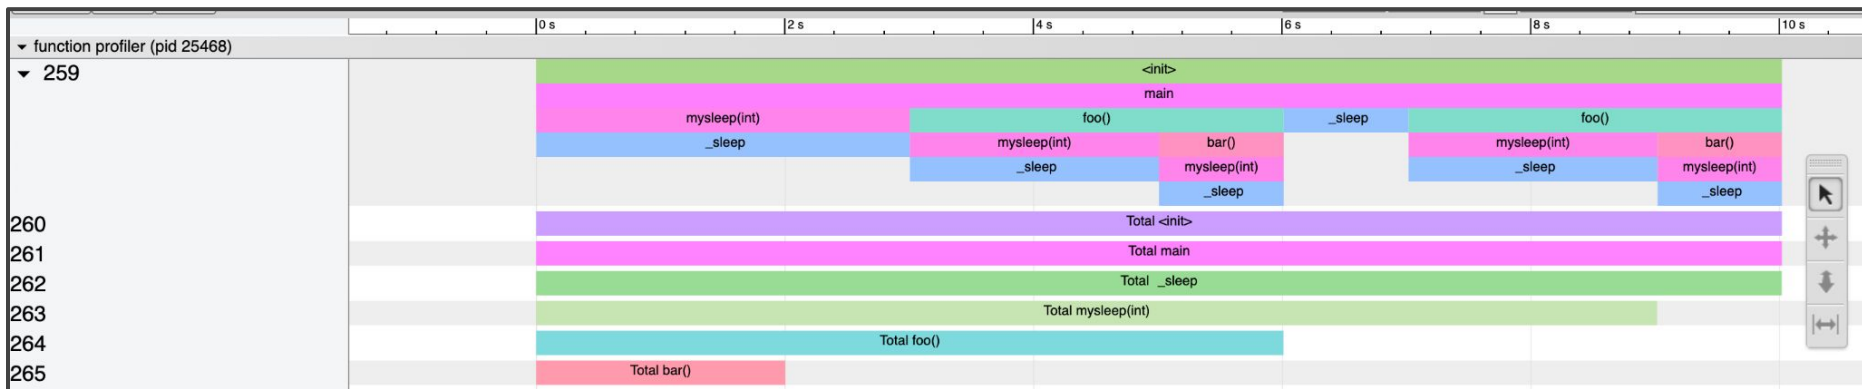 0 s 2 s 4 s 6 s 8 s 10 s
function profiler (pid 25468)
259 <init>
main
mysleep(int) foo() _sleep foo()
_sleep mysleep(int) bar() mysleep(int) bar()
_sleep mysleep(int) _sleep mysleep(int)
_sleep _sleep
260 Total <init>
261 Total main
262 Total _sleep
263 Total mysleep(int)
264 Total foo()
265 Total bar()